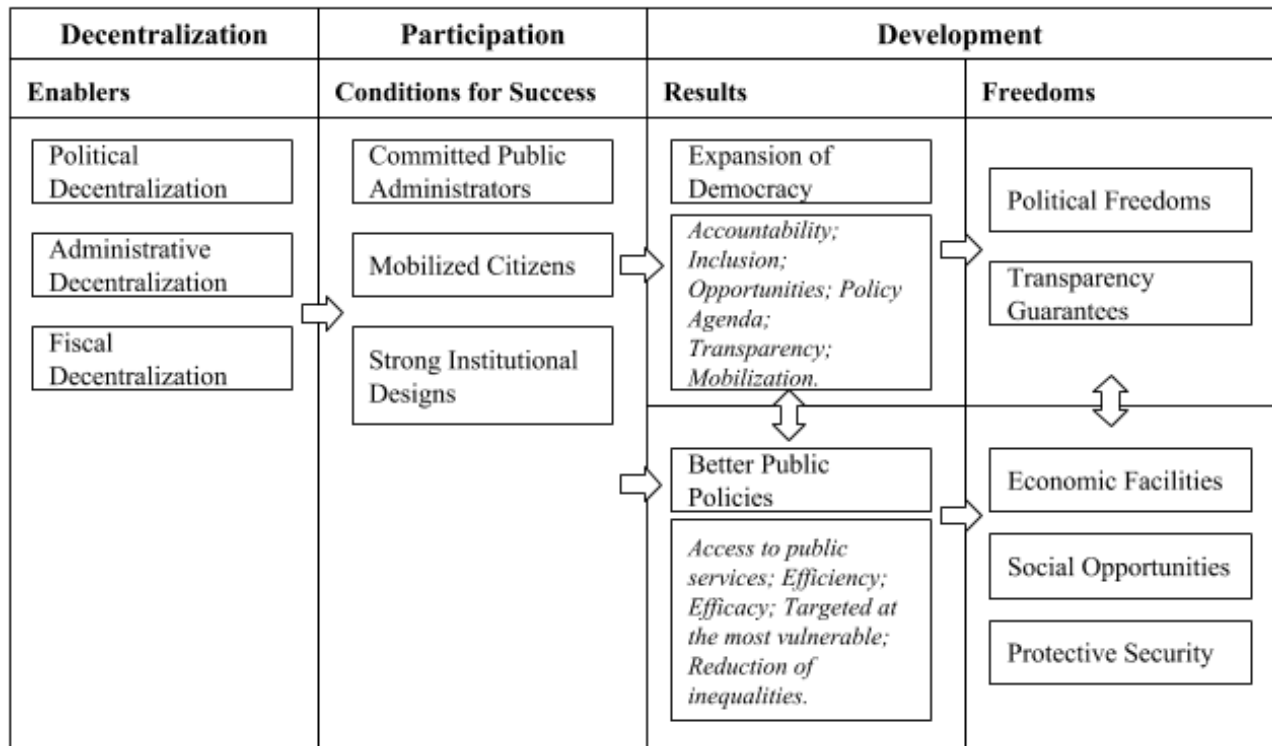 Decentralization
Participation
Development
Enablers
Conditions for Success
Results
Freedoms
Political
Decentralization
Administrative
Decentralization
Fiscal
Decentralization
Committed Public
Administrators
Mobilized Citizens
Strong Institutional
Designs
Expansion of
Democracy
Accountability;
Inclusion;
Opportunities; Policy
Agenda;
Transparency;
Mobilization.
Better Public
Policies
Access to public
services; Efficiency;
Efficacy; Targeted at
the most vulnerable;
Reduction of
inequalities.
Political Freedoms
Transparency
Guarantees
Economic Facilities
Social Opportunities
Protective Security